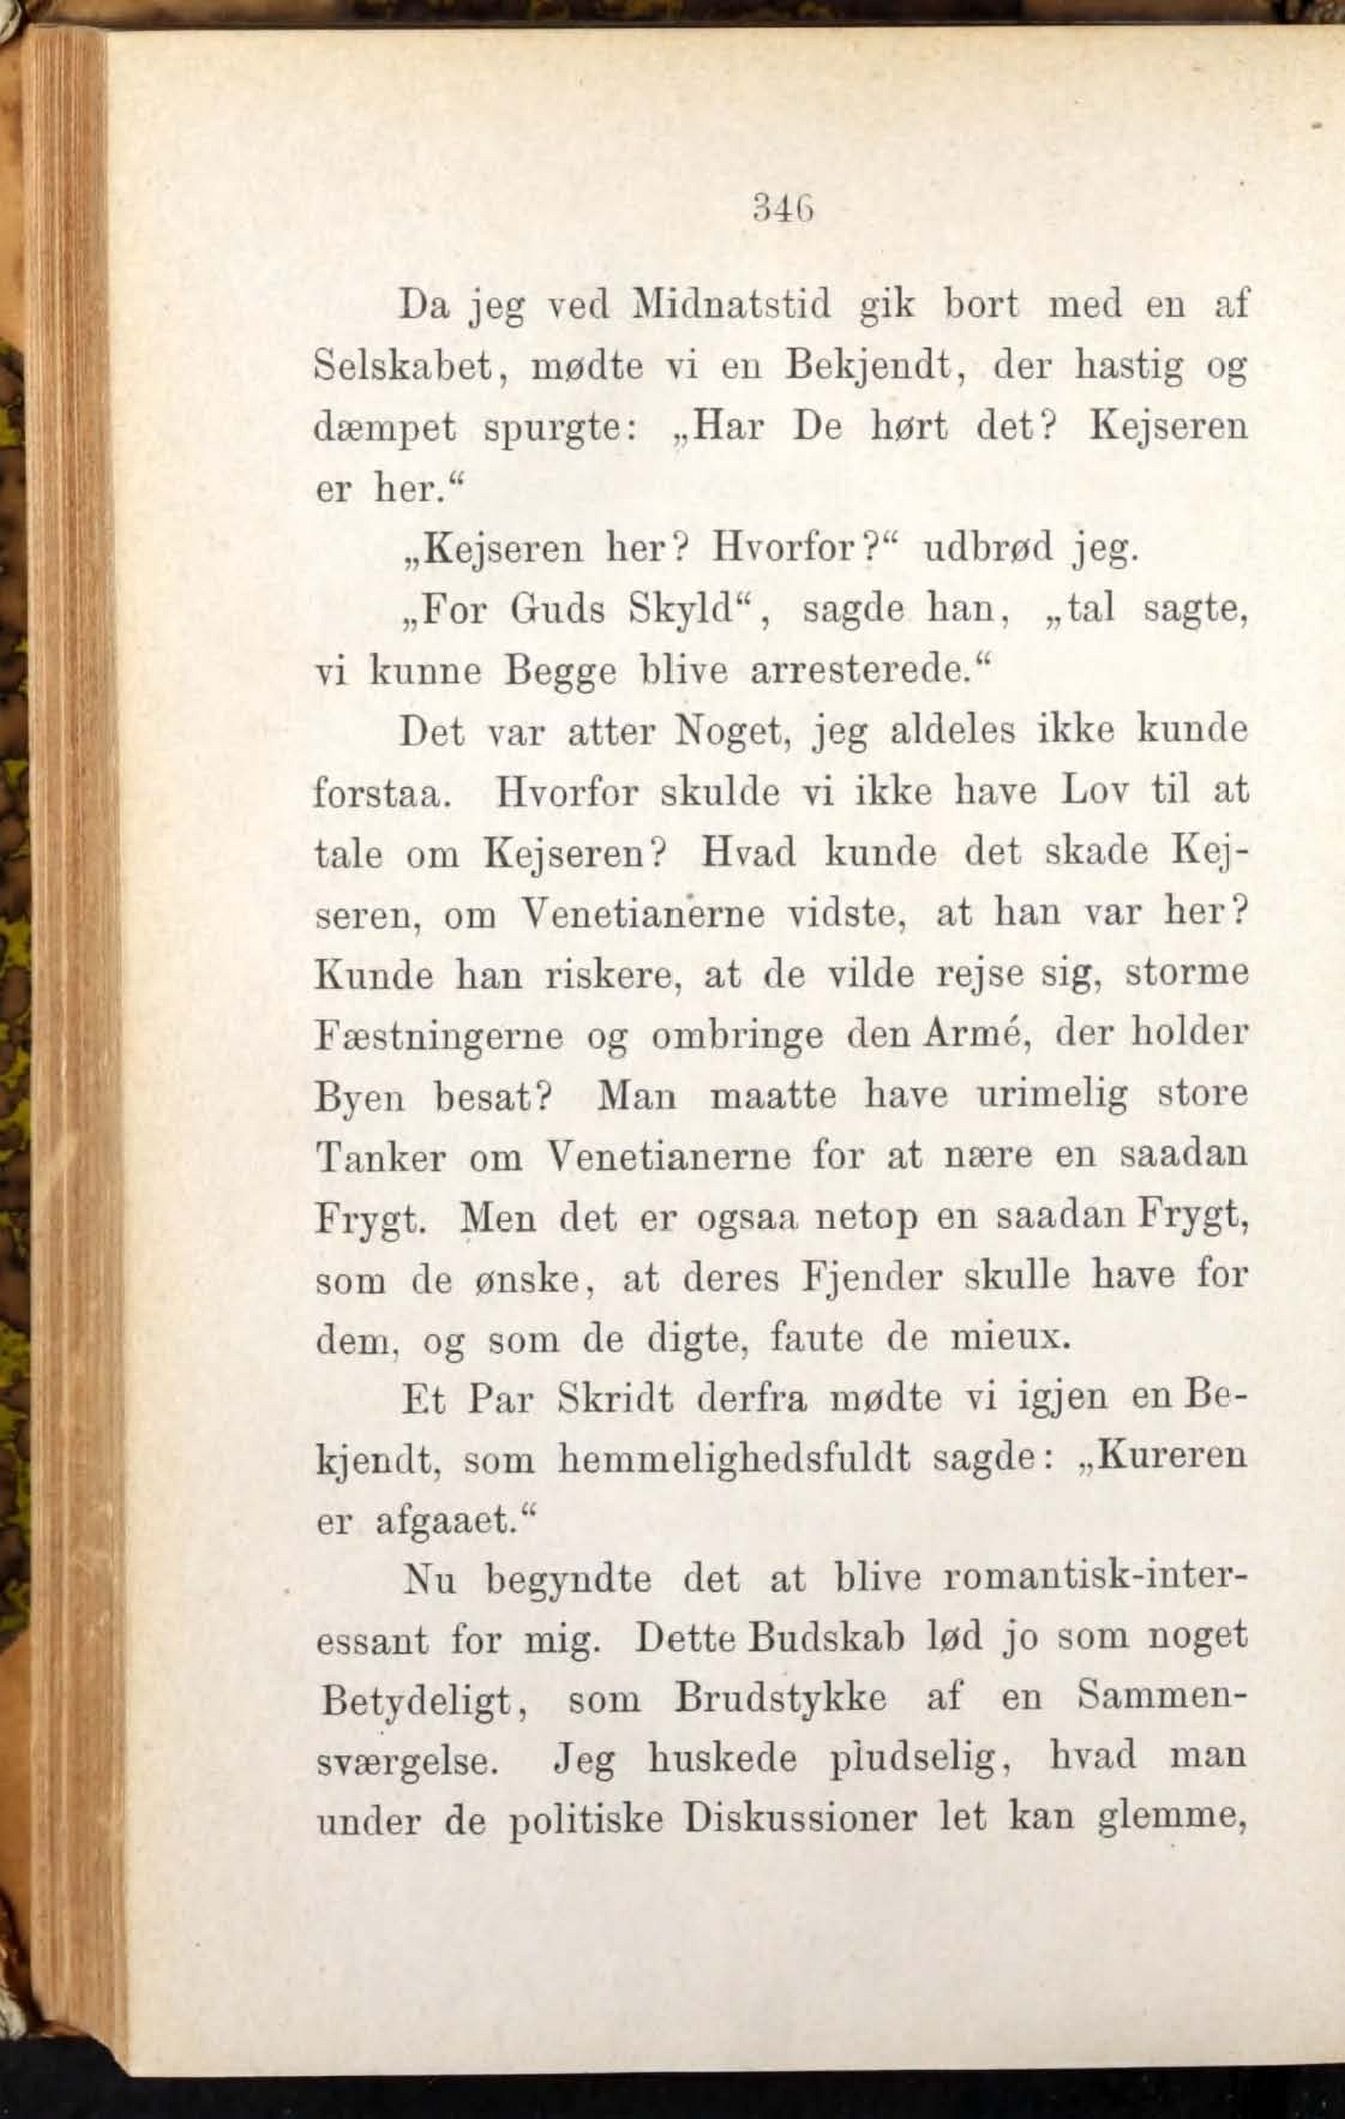 346
Da jeg ved Midnatstid gik bort med en af
Selskabet, mødte vi en Bekjendt, der hastig og
dæmpet spurgte: „Har De hørt det? Kejseren
er her.“
„Kejseren her? Hvorfor?“ udbrød jeg.
„For Guds Skyld“, sagde han, „tal sagte,
vi kunne Begge blive arresterede.“
Det var atter Noget, jeg aldeles ikke kunde
forstaa. Hvorfor skulde vi ikke have Lov til at
tale om Kejseren? Hvad kunde det skade Kej-
seren, om Venetianerne vidste, at han var her?
Kunde han riskere, at de vilde rejse sig, storme
Fæstningerne og ombringe den Armé, der holder
Byen besat? Man maatte have urimelig store
Tanker om Venetianerne for at nære en saadan
Frygt. Men det er ogsaa netop en saadan Frygt,
som de ønske, at deres Fjender skulle have for
dem, og som de digte, faute de mieux.
Et Par Skridt derfra mødte vi igjen en Be-
kjendt, som hemmelighedsfuldt sagde: „Kureren
er afgaaet.“
Nu begyndte det at blive romantisk-inter-
essant for mig. Dette Budskab lød jo som noget
Betydeligt, som Brudstykke af en Sammen-
sværgelse. Jeg huskede pludselig, hvad man
under de politiske Diskussioner let kan glemme,